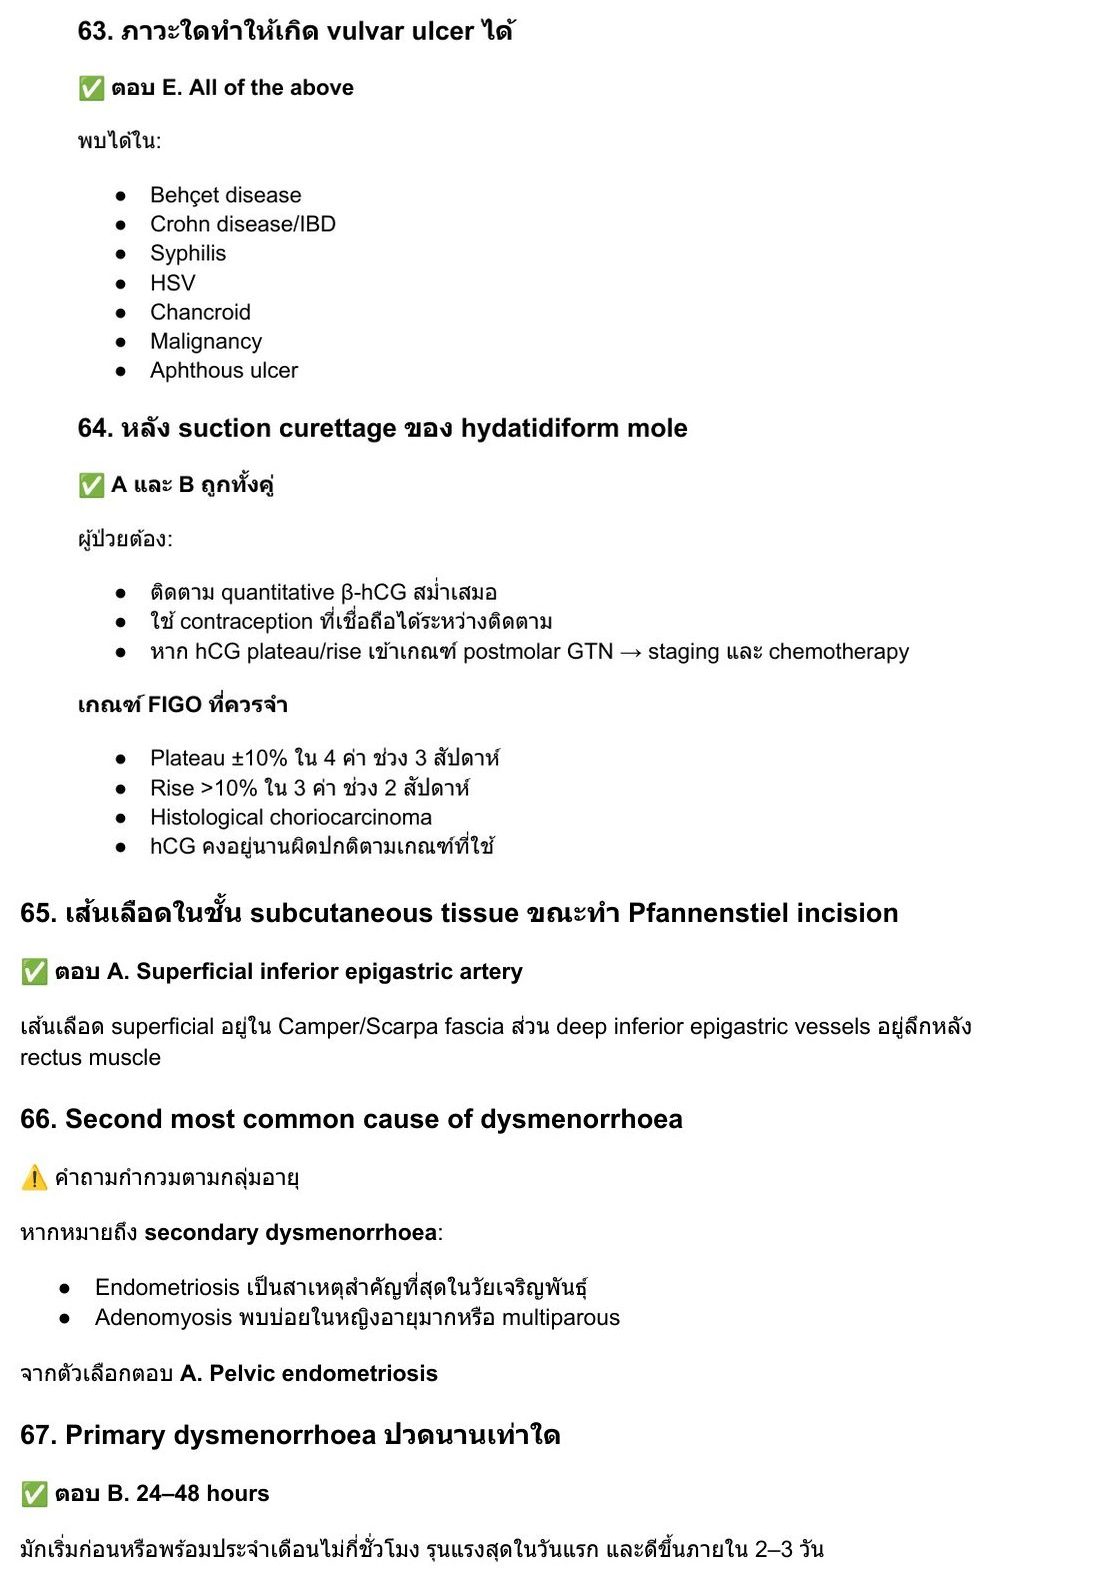 63. ภาวะใดทำให้เกิด vulvar ulcer ได้
✅ ตอบ E. All of the above
พบได้ใน:
● Behçet disease
● Crohn disease/IBD
● Syphilis
● HSV
● Chancroid
● Malignancy
● Aphthous ulcer
64. หลัง suction curettage ของ hydatidiform mole
✅ A และ B ถูกทั้งคู่
ผู้ป่วยต้อง:
● ติดตาม quantitative β-hCG สม่ำเสมอ
● ใช้ contraception ที่เชื่อถือได้ระหว่างติดตาม
● หาก hCG plateau/rise เข้าเกณฑ์ postmolar GTN → staging และ chemotherapy
เกณฑ์ FIGO ที่ควรจำ
● Plateau ±10% ใน 4 ค่า ช่วง 3 สัปดาห์
● Rise >10% ใน 3 ค่า ช่วง 2 สัปดาห์
● Histological choriocarcinoma
● hCG คงอยู่นานผิดปกติตามเกณฑ์ที่ใช้
65. เส้นเลือดในชั้น subcutaneous tissue ขณะทำ Pfannenstiel incision
✅ ตอบ A. Superficial inferior epigastric artery
เส้นเลือด superficial อยู่ใน Camper/Scarpa fascia ส่วน deep inferior epigastric vessels อยู่ลึกหลัง
rectus muscle
66. Second most common cause of dysmenorrhoea
⚠️ คำถามกำกวมตามกลุ่มอายุ
หากหมายถึง secondary dysmenorrhoea:
● Endometriosis เป็นสาเหตุสำคัญที่สุดในวัยเจริญพันธุ์
● Adenomyosis พบบ่อยในหญิงอายุมากหรือ multiparous
จากตัวเลือกตอบ A. Pelvic endometriosis
67. Primary dysmenorrhoea ปวดนานเท่าใด
✅ ตอบ B. 24–48 hours
มักเริ่มก่อนหรือพร้อมประจำเดือนไม่กี่ชั่วโมง รุนแรงสุดในวันแรก และดีขึ้นภายใน 2–3 วัน